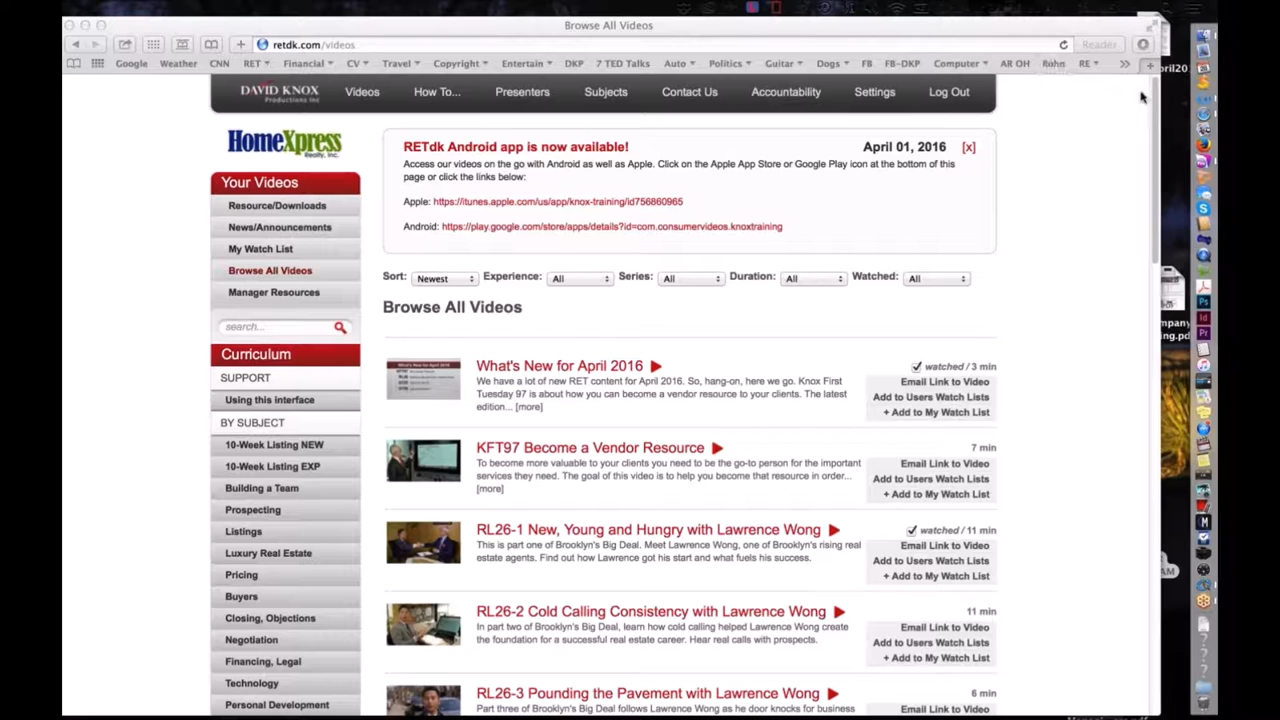 Browse All Videos
retdk.com/videos
Reader
Google Weather CNN RET Financial CV Travel Copyright Entertain DKP 7 TED Talks Auto Politics Guitar Dogs FB FB-DKP Computer AR OH Rohn RE
DAVID KNOX
Productions Inc
Videos How To... Presenters Subjects Contact Us Accountability Settings Log Out
HomeXpress
Realty, Inc.
RETdk Android app is now available! April 01, 2016 [x]
Access our videos on the go with Android as well as Apple. Click on the Apple App Store or Google Play icon at the bottom of this
page or click the links below:
Apple: https://itunes.apple.com/us/app/knox-training/id756860965
Android: https://play.google.com/store/apps/details?id=com.consumervideos.knoxtraining
Your Videos
Resource/Downloads
News/Announcements
My Watch List
Browse All Videos
Manager Resources
search...
Curriculum
SUPPORT
Using this interface
BY SUBJECT
10-Week Listing NEW
10-Week Listing EXP
Building a Team
Prospecting
Listings
Luxury Real Estate
Pricing
Buyers
Closing, Objections
Negotiation
Financing, Legal
Technology
Personal Development
Sort: Newest Experience: All Series: All Duration: All Watched: All
Browse All Videos
What's New for April 2016
We have a lot of new RET content for April 2016. So, hang-on, here we go. Knox First
Tuesday 97 is about how you can become a vendor resource to your clients. The latest
edition... [more]
watched / 3 min
Email Link to Video
Add to Users Watch Lists
+ Add to My Watch List
KFT97 Become a Vendor Resource
To become more valuable to your clients you need to be the go-to person for the important
services they need. The goal of this video is to help you become that resource in order...
[more]
7 min
Email Link to Video
Add to Users Watch Lists
+ Add to My Watch List
RL26-1 New, Young and Hungry with Lawrence Wong
This is part one of Brooklyn's Big Deal. Meet Lawrence Wong, one of Brooklyn's rising real
estate agents. Find out how Lawrence got his start and what fuels his success.
watched / 11 min
Email Link to Video
Add to Users Watch Lists
+ Add to My Watch List
RL26-2 Cold Calling Consistency with Lawrence Wong
In part two of Brooklyn's Big Deal, learn how cold calling helped Lawrence Wong create
the foundation for a successful real estate career. Hear real calls with prospects.
11 min
Email Link to Video
Add to Users Watch Lists
+ Add to My Watch List
RL26-3 Pounding the Pavement with Lawrence Wong
Part three of Brooklyn's Big Deal follows Lawrence Wong as he door knocks for business
6 min
Email Link to Video